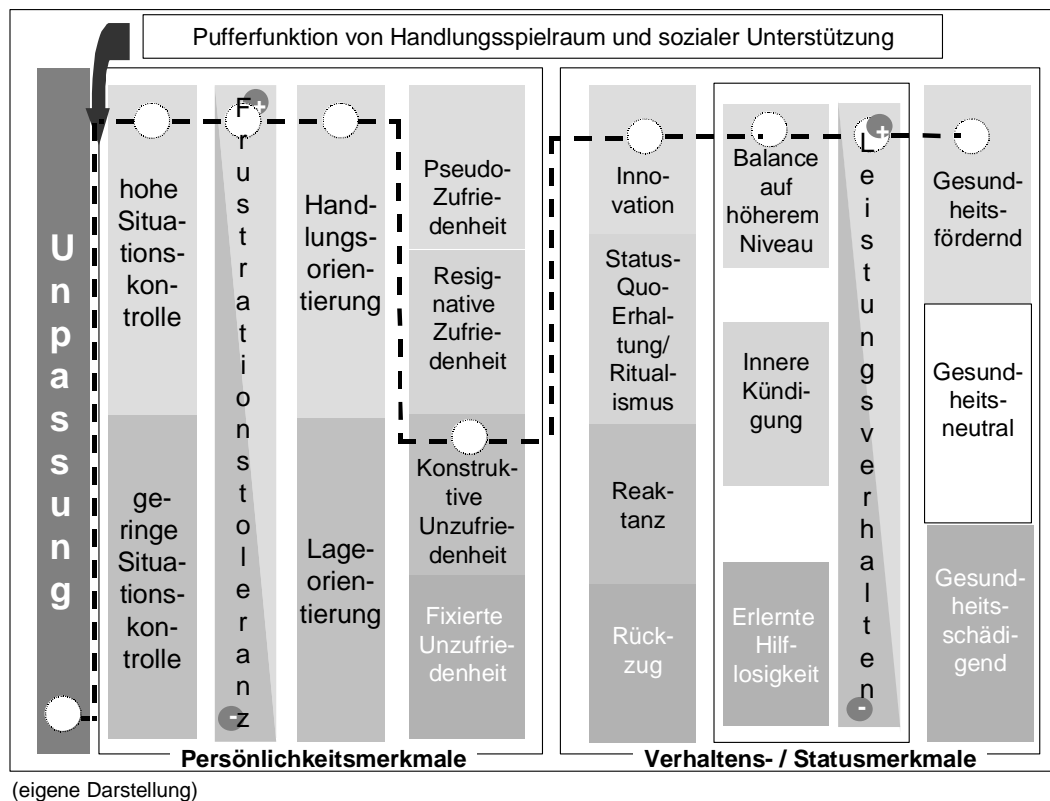 Pufferfunktion von Handlungsspielraum und sozialer Unterstützung
Unpassung
hohe
Situa-
tions-
kon-
trolle
ge-
ringe
Situa-
tions-
kon-
trolle
+
Frustrationstoleranz
-
Hand-
lungs-
orien-
tierung
Lage-
orien-
tierung
Pseudo-
Zufrie-
denheit
Resig-
native
Zufrie-
denheit
Konstruk-
tive
Unzufrie-
denheit
Fixierte
Unzufrie-
denheit
Persönlichkeitsmerkmale
Inno-
vation
Status-
Quo-
Erhal-
tung/
Ritual-
ismus
Reak-
tanz
Rück-
zug
Balance
auf
höherem
Niveau
Innere
Kündi-
gung
Erlernte
Hilf-
losigkeit
+
Leistungsverhalten
-
Gesund-
heits-
fördernd
Gesund-
heits-
neutral
Gesund-
heits-
schädi-
gend
Verhaltens- / Statusmerkmale
(eigene Darstellung)